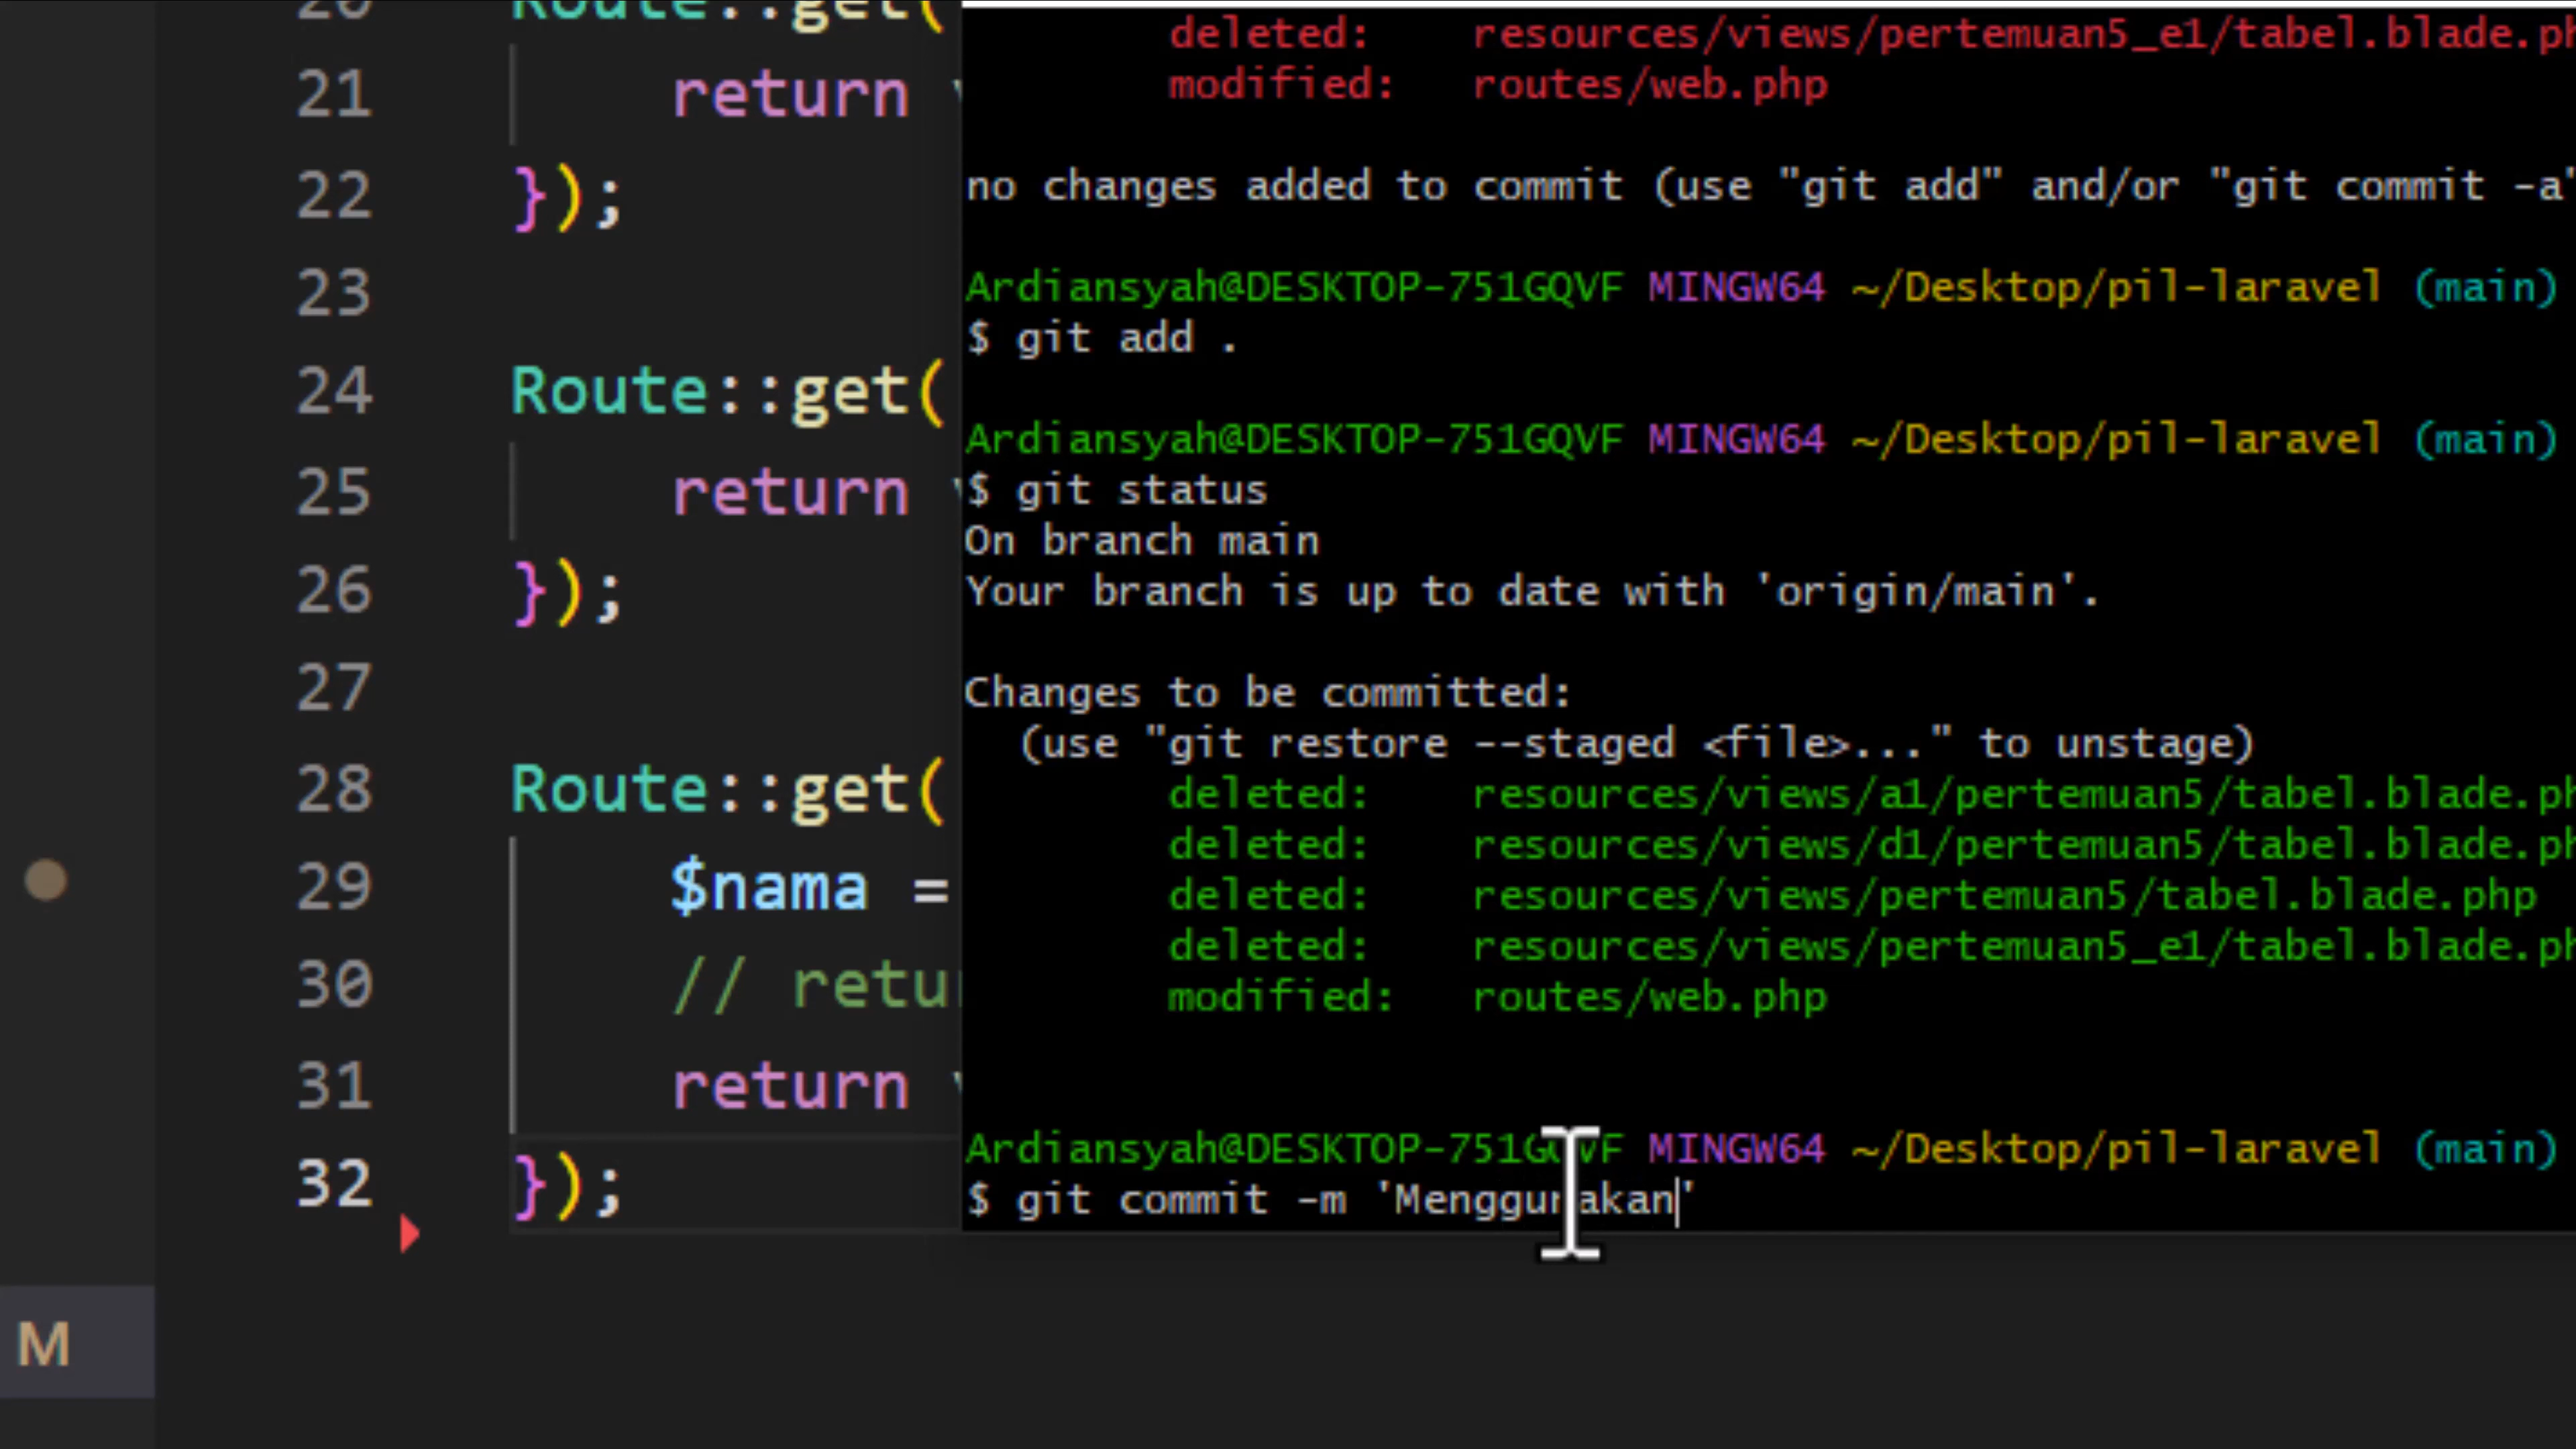 20 Route::get(
21 return
22 });
23
24 Route::get(
25 return
26 });
27
28 Route::get(
29 $nama =
30 // retu
31 return
32 });
M
deleted: resources/views/pertemuan5_e1/tabel.blade.ph
modified: routes/web.php
no changes added to commit (use "git add" and/or "git commit -a"
Ardiansyah@DESKTOP-751GQVF MINGW64 ~/Desktop/pil-laravel (main)
$ git add .
Ardiansyah@DESKTOP-751GQVF MINGW64 ~/Desktop/pil-laravel (main)
$ git status
On branch main
Your branch is up to date with 'origin/main'.
Changes to be committed:
(use "git restore --staged <file>..." to unstage)
deleted: resources/views/a1/pertemuan5/tabel.blade.ph
deleted: resources/views/d1/pertemuan5/tabel.blade.ph
deleted: resources/views/pertemuan5/tabel.blade.php
deleted: resources/views/pertemuan5_e1/tabel.blade.ph
modified: routes/web.php
Ardiansyah@DESKTOP-751GQVF MINGW64 ~/Desktop/pil-laravel (main)
$ git commit -m 'Menggunakan'